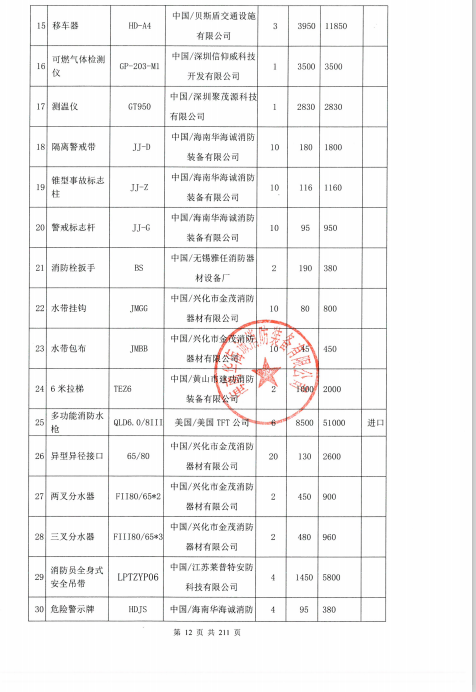 15 移车器 HD-A4 中国/贝斯盾交通设施有限公司 3 3950 11850
16 可燃气体检测仪 GP-203-M1 中国/深圳信仰威科技开发有限公司 1 3500 3500
17 测温仪 GT950 中国/深圳聚茂源科技有限公司 1 2830 2830
18 隔离警戒带 JJ-D 中国/海南华海诚消防装备有限公司 10 180 1800
19 锥型事故标志柱 JJ-Z 中国/海南华海诚消防装备有限公司 10 116 1160
20 警戒标志杆 JJ-G 中国/海南华海诚消防装备有限公司 10 95 950
21 消防栓扳手 BS 中国/无锡雅任消防器材设备厂 2 190 380
22 水带挂钩 JMGG 中国/兴化市金茂消防器材有限公司 10 80 800
23 水带包布 JMBB 中国/兴化市金茂消防器材有限公司 10 45 450
24 6米拉梯 TEZ6 中国/黄山市建动消防装备有限公司 2 1000 2000
25 多功能消防水枪 QLD6.0/8III 美国/美国 TFT 公司 6 8500 51000 进口
26 异型异径接口 65/80 中国/兴化市金茂消防器材有限公司 20 130 2600
27 两叉分水器 FII80/65*2 中国/兴化市金茂消防器材有限公司 2 450 900
28 三叉分水器 FIII80/65*3 中国/兴化市金茂消防器材有限公司 2 480 960
29 消防员全身式安全吊带 LPTZYP06 中国/江苏莱普特安防科技有限公司 4 1450 5800
30 危险警示牌 HDJS 中国/海南华海诚消防 4 95 380
第 12 页 共 211 页